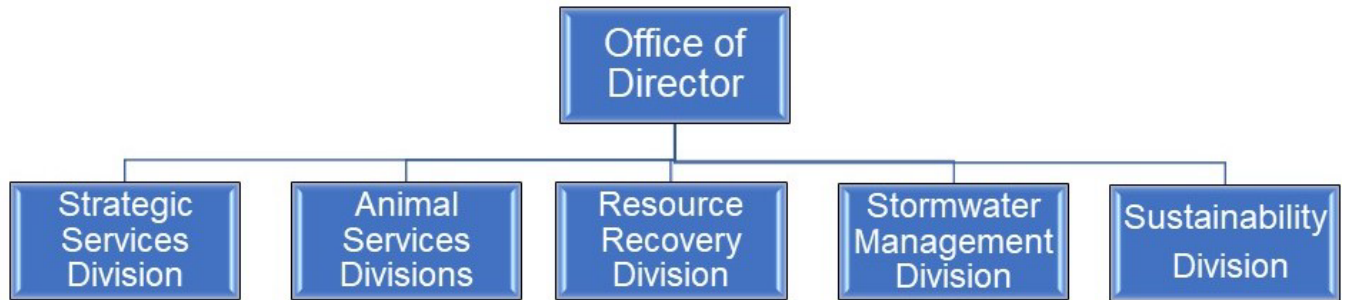 Office of
Director
Strategic
Services
Division
Animal
Services
Divisions
Resource
Recovery
Division
Stormwater
Management
Division
Sustainability
Division